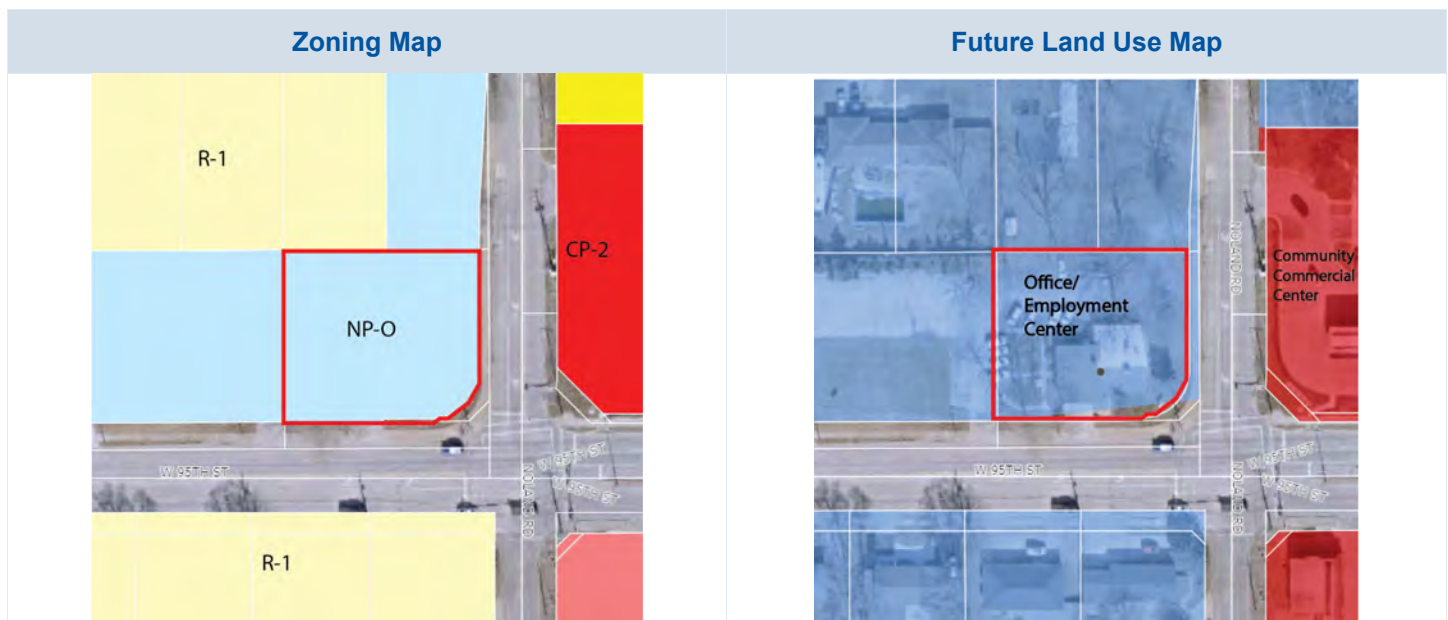 Zoning Map
R-1
CP-2
NP-O
W 95TH ST
W 95TH ST
W 95TH ST
NOLAND RD
R-1
Future Land Use Map
NOLAND RD
Community
Commercial
Center
Office/
Employment
Center
W 95TH ST
W 95TH ST
W 95TH ST
NOLAND RD